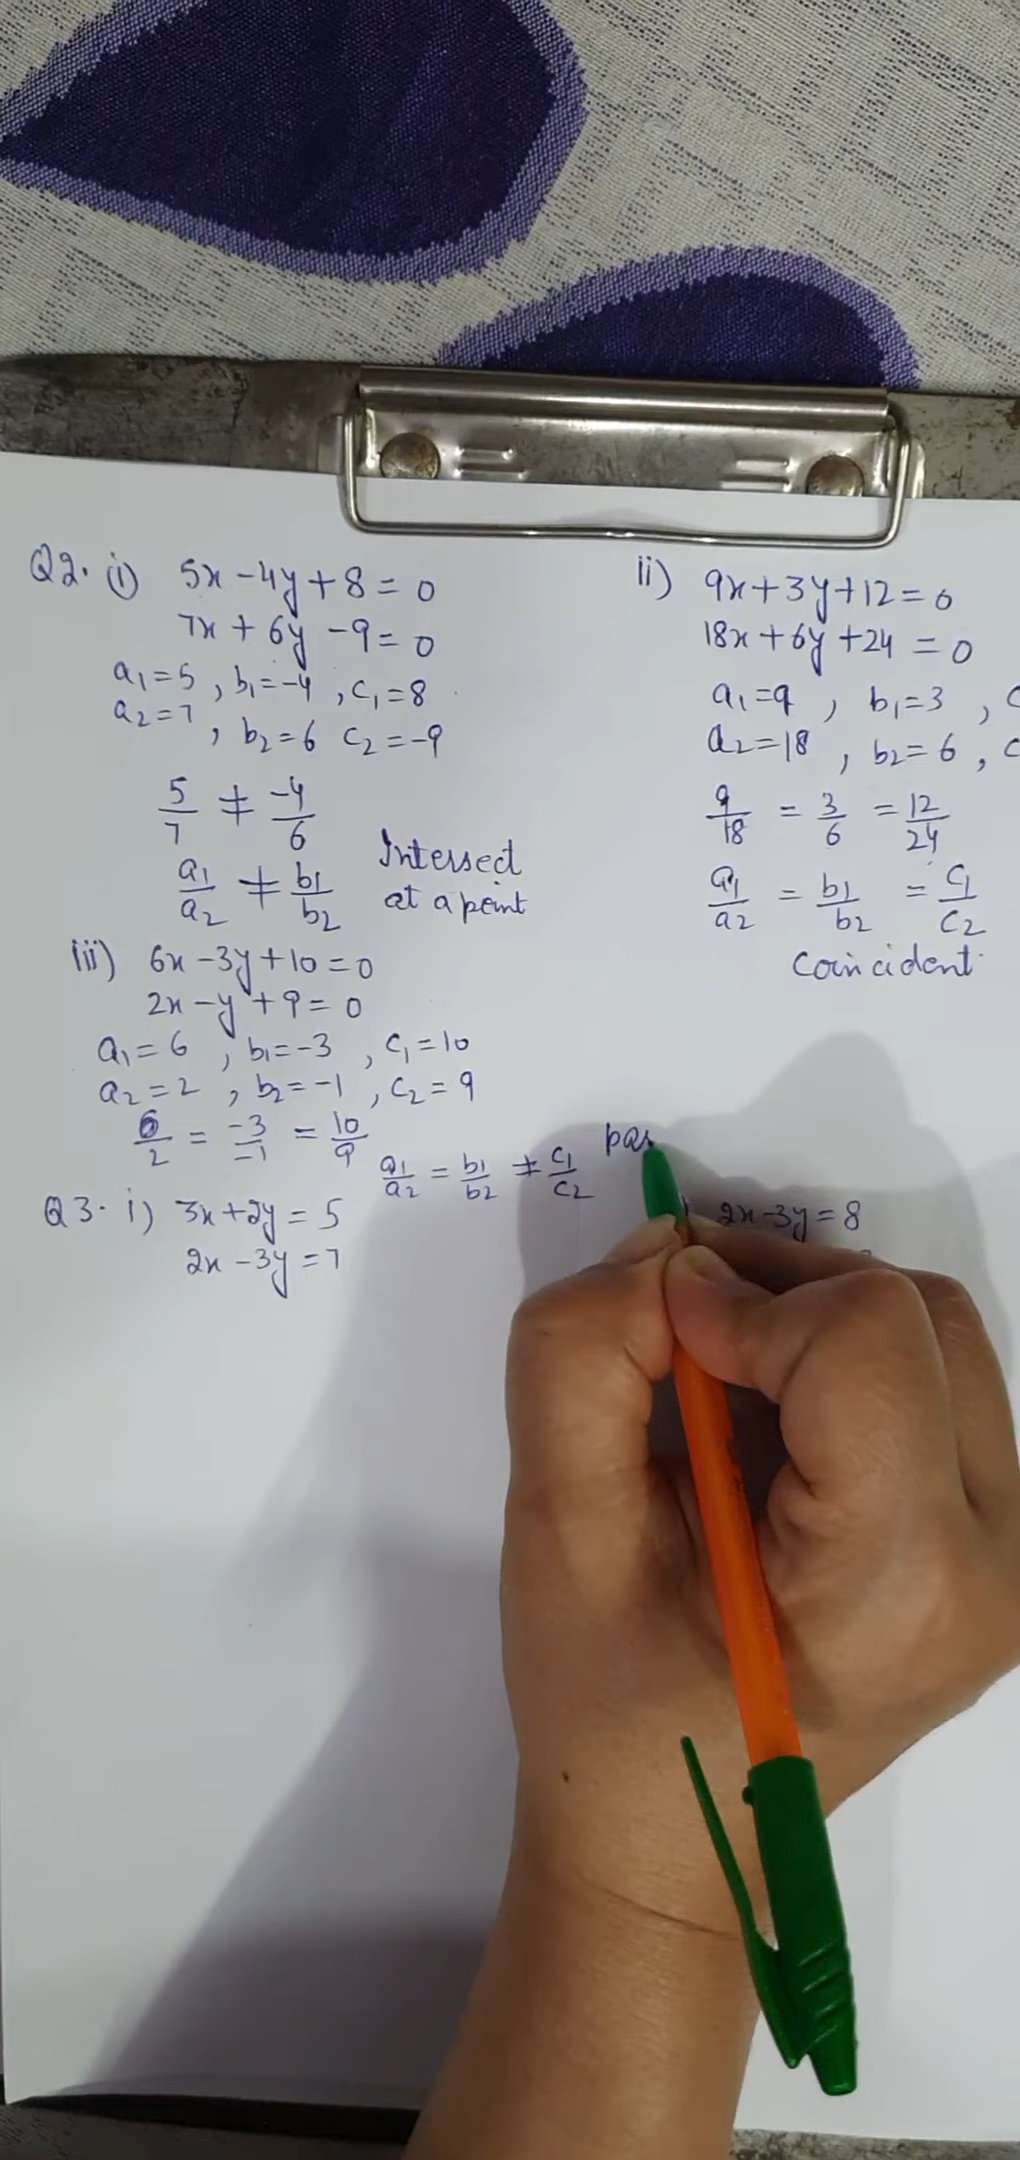 Q2. i) 5x - 4y + 8 = 0
7x + 6y - 9 = 0
a1 = 5 , b1 = -4 , c1 = 8
a2 = 7 , b2 = 6 c2 = -9
5/7 ≠ -4/6
a1/a2 ≠ b1/b2
Intersect
at a point
ii) 9x + 3y + 12 = 0
18x + 6y + 24 = 0
a1 = 9 , b1 = 3 , c
a2 = 18 , b2 = 6 , c
9/18 = 3/6 = 12/24
a1/a2 = b1/b2 = c1/c2
Coincident.
iii) 6x - 3y + 10 = 0
2x - y + 9 = 0
a1 = 6 , b1 = -3 , c1 = 10
a2 = 2 , b2 = -1 , c2 = 9
6/2 = -3/-1 = 10/9
a1/a2 = b1/b2 ≠ c1/c2 par
Q3. i) 3x + 2y = 5
2x - 3y = 7
2x - 3y = 8